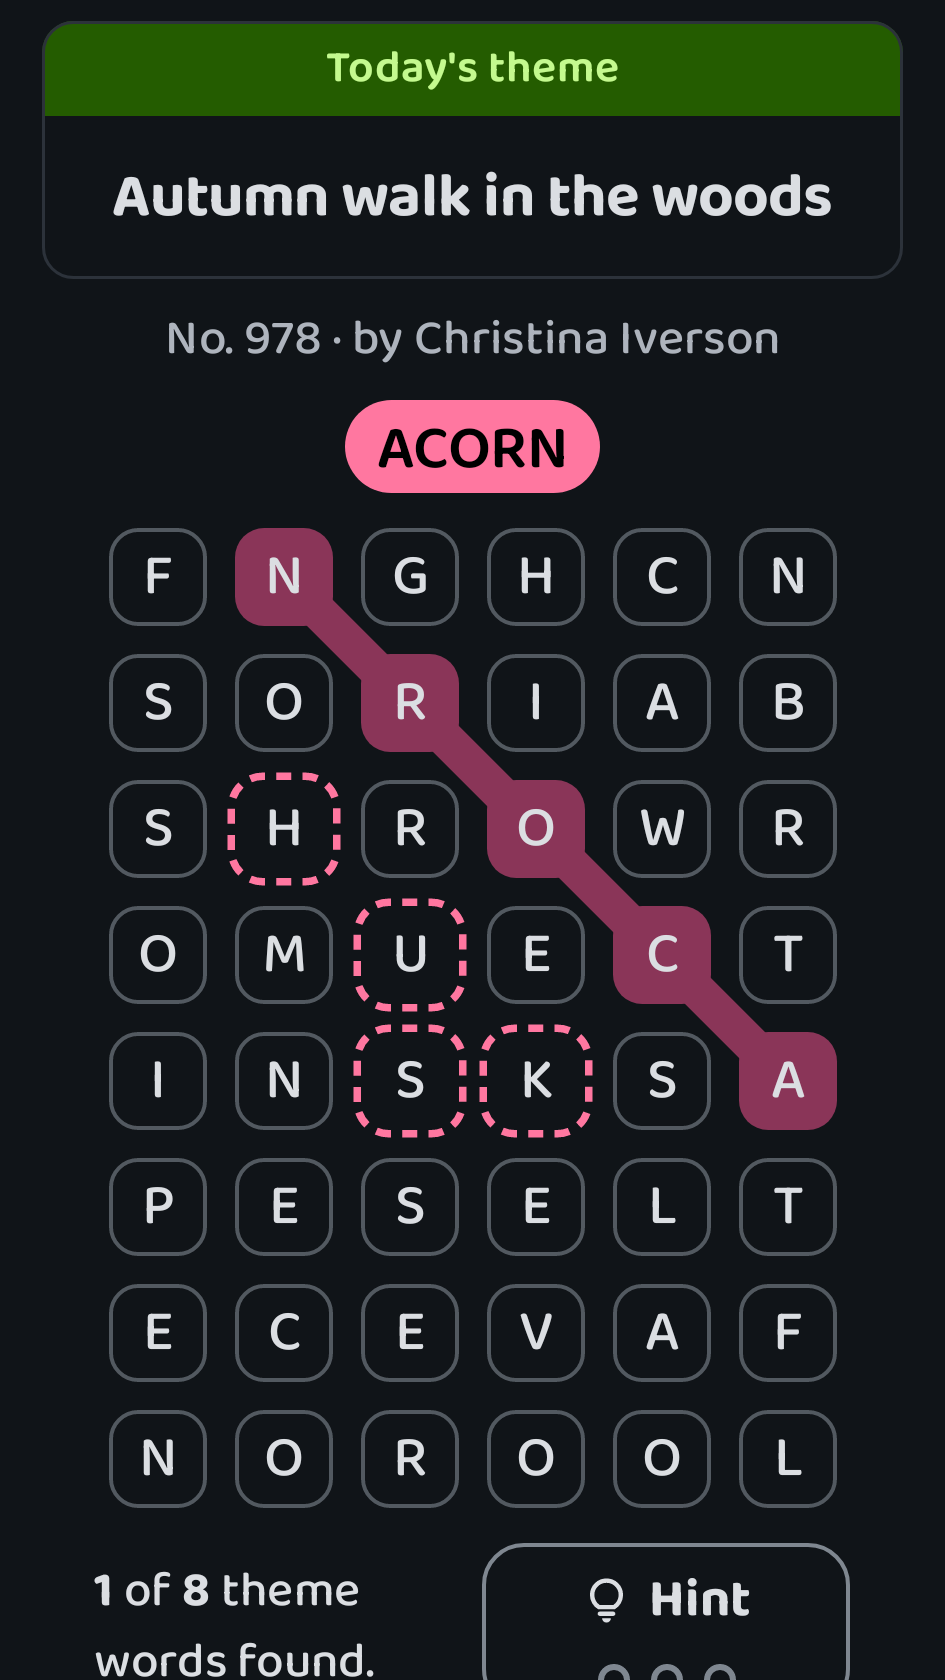 Today's theme
Autumn walk in the woods
No. 978 · by Christina Iverson
ACORN
F N G H C N
S O R I A B
S H R O W R
O M U E C T
I N S K S A
P E S E L T
E C E V A F
N O R O O L
1 of 8 theme
words found.
Hint